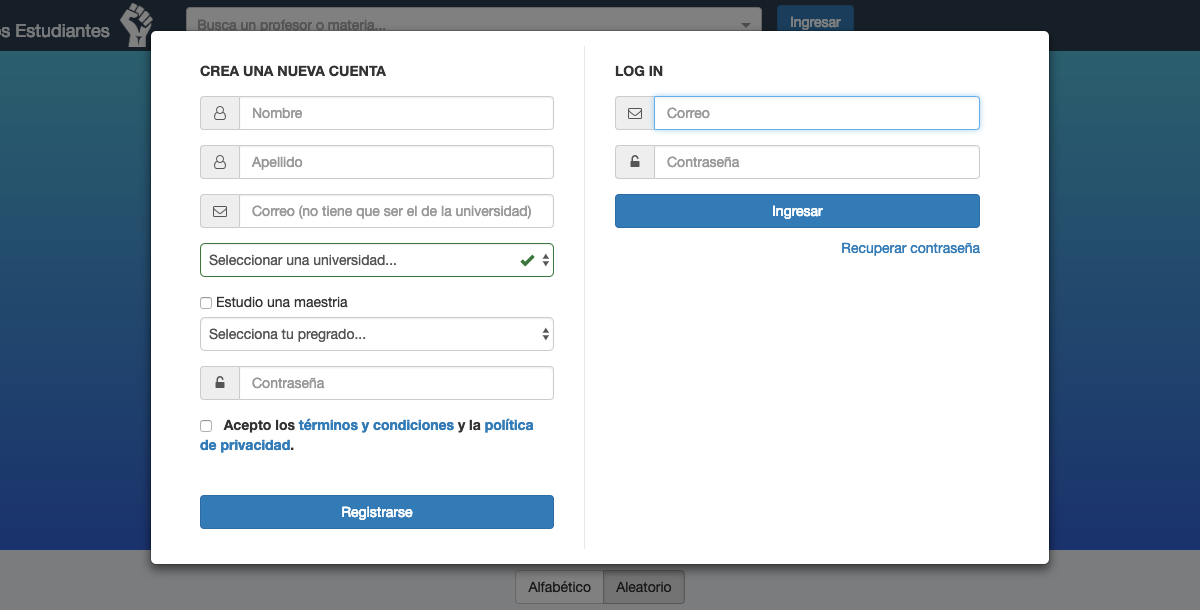 s Estudiantes
Busca un profesor o materia...
Ingresar
CREA UNA NUEVA CUENTA
Nombre
Apellido
Correo (no tiene que ser el de la universidad)
Seleccionar una universidad...
Estudio una maestria
Selecciona tu pregrado...
Contraseña
Acepto los términos y condiciones y la política
de privacidad.
Registrarse
LOG IN
Correo
Contraseña
Ingresar
Recuperar contraseña
Alfabético
Aleatorio